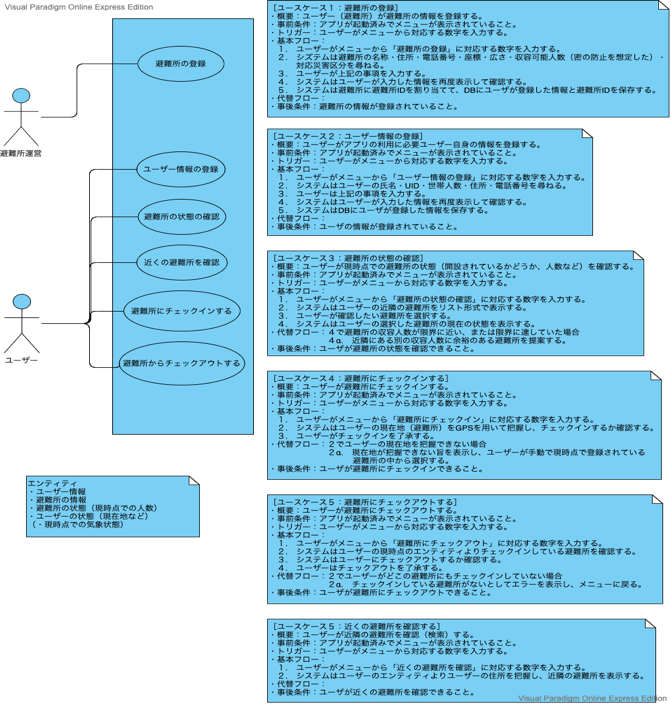 Visual Paradigm Online Express Edition
避難所の登録
避難所運営
ユーザー情報の登録
避難所の状態の確認
近くの避難所を確認
避難所にチェックインする
避難所からチェックアウトする
ユーザー
エンティティ
・ユーザー情報
・避難所の情報
・避難所の状態（現時点での人数）
・ユーザーの状態（現在地など）
（・現時点での気象状態）
［ユースケース１：避難所の登録］
・概要：ユーザー（避難所）が避難所の情報を登録する。
・事前条件：アプリが起動済みでメニューが表示されていること。
・トリガー：ユーザーがメニューから対応する数字を入力する。
・基本フロー：
1. ユーザーがメニューから「避難所の登録」に対応する数字を入力する。
2. シズテムは避難所の名称・住所・電話番号・座標・広さ・収容可能人数（密の防止を想定した）・
対応災害区分を尋ねる。
3. ユーザーが上記の事項を入力する。
4. システムはユーザーが入力した情報を再度表示して確認する。
5. システムは避難所に避難所IDを割り当てて、DBにユーザが登録した情報と避難所IDを保存する。
・代替フロー：
・事後条件：避難所の情報が登録されていること。
［ユースケース２：ユーザー情報の登録］
・概要：ユーザーがアプリの利用に必要ユーザー自身の情報を登録する。
・事前条件：アプリが起動済みでメニューが表示されていること。
・トリガー：ユーザーがメニューから対応する数字を入力する。
・基本フロー：
1. ユーザーがメニューから「ユーザー情報の登録」に対応する数字を入力する。
2. システムはユーザーの氏名・UID・世帯人数・住所・電話番号を尋ねる。
3. ユーザーは上記の事項を入力する。
4. システムはユーザーが入力した情報を再度表示して確認する。
5. システムはDBにユーザが登録した情報を保存する。
・代替フロー：
・事後条件：ユーザの情報が登録されていること。
［ユースケース３：避難所の状態の確認］
・概要：ユーザーが現時点での避難所の状態（開設されているかどうか、人数など）を確認する。
・事前条件：アプリが起動済みでメニューが表示されていること。
・トリガー：ユーザーがメニューから対応する数字を入力する。
・基本フロー：
1. ユーザーがメニューから「避難所の状態の確認」に対応する数字を入力する。
2. システムはユーザーの近隣の避難所をリスト形式で表示する。
3. ユーザーが確認したい避難所を選択する。
4. システムはユーザーの選択した避難所の現在の状態を表示する。
・代替フロー：４で避難所の収容人数が限界に近い、または限界に達していた場合
４α. 近隣にある別の収容人数に余裕のある避難所を提案する。
・事後条件：ユーザが避難所の状態を確認できること。
［ユースケース４：避難所にチェックインする］
・概要：ユーザーが避難所にチェックインする。
・事前条件：アプリが起動済みでメニューが表示されていること。
・トリガー：ユーザーがメニューから対応する数字を入力する。
・基本フロー：
1. ユーザーがメニューから「避難所にチェックイン」に対応する数字を入力する。
2. システムはユーザーの現在地（避難所）をGPSを用いて把握し、チェックインするか確認する。
3. ユーザーがチェックインを了承する。
・代替フロー：２でユーザーの現在地を把握できない場合
２α. 現在地が把握できない旨を表示し、ユーザーが手動で現時点で登録されている
避難所の中から選択する。
・事後条件：ユーザーが避難所にチェックインできること。
［ユースケース５：避難所にチェックアウトする］
・概要：ユーザーが避難所にチェックアウトする。
・事前条件：アプリが起動済みでメニューが表示されていること。
・トリガー：ユーザーがメニューから対応する数字を入力する。
・基本フロー：
1. ユーザーがメニューから「避難所にチェックアウト」に対応する数字を入力する。
2. システムはユーザーの現時点のエンティティよりチェックインしている避難所を確認する。
3. システムはユーザーにチェックアウトするか確認する。
4. ユーザーはチェックアウトを了承する。
・代替フロー：２でユーザーがどこの避難所にもチェックインしていない場合
２α. チェックインしている避難所がないとしてエラーを表示し、メニューに戻る。
・事後条件：ユーザーが避難所にチェックアウトできること。
［ユースケース５：近くの避難所を確認する］
・概要：ユーザーが近隣の避難所を確認（検索）する。
・事前条件：アプリが起動済みでメニューが表示されていること。
・トリガー：ユーザーがメニューから対応する数字を入力する。
・基本フロー：
1. ユーザーがメニューから「近くの避難所を確認」に対応する数字を入力する。
2. システムはユーザーのエンティティよりユーザーの住所を把握し、近隣の避難所を表示する。
・代替フロー：
・事後条件：ユーザが近くの避難所を確認できること。
Visual Paradigm Online Express Edition